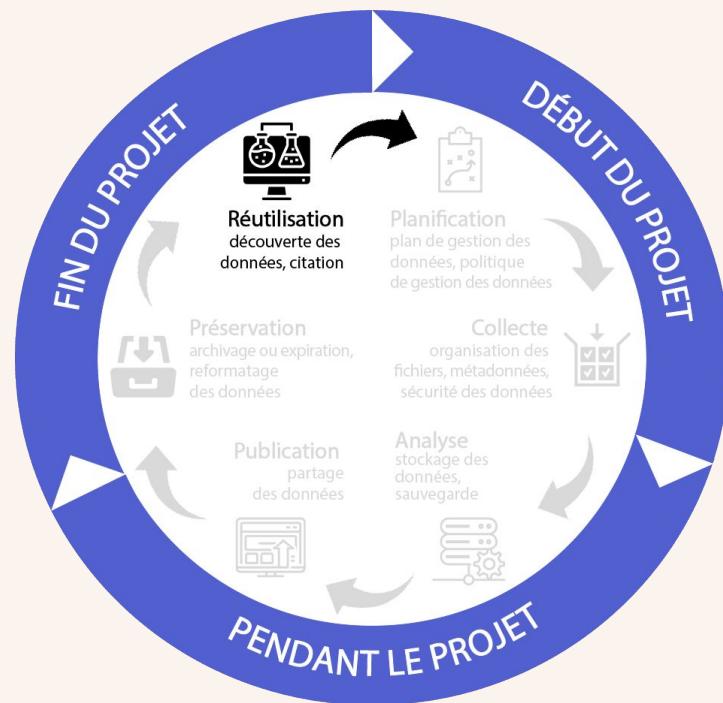 FIN DU PROJET
DÉBUT DU PROJET
Réutilisation
découverte des
données, citation
Planification
plan de gestion des
données, politique
de gestion des données
Collecte
organisation des
fichiers, métadonnées,
sécurité des données
Analyse
stockage des
données,
sauvegarde
Publication
partage
des données
Préservation
archivage ou expiration,
reformatage
des données
PENDANT LE PROJET